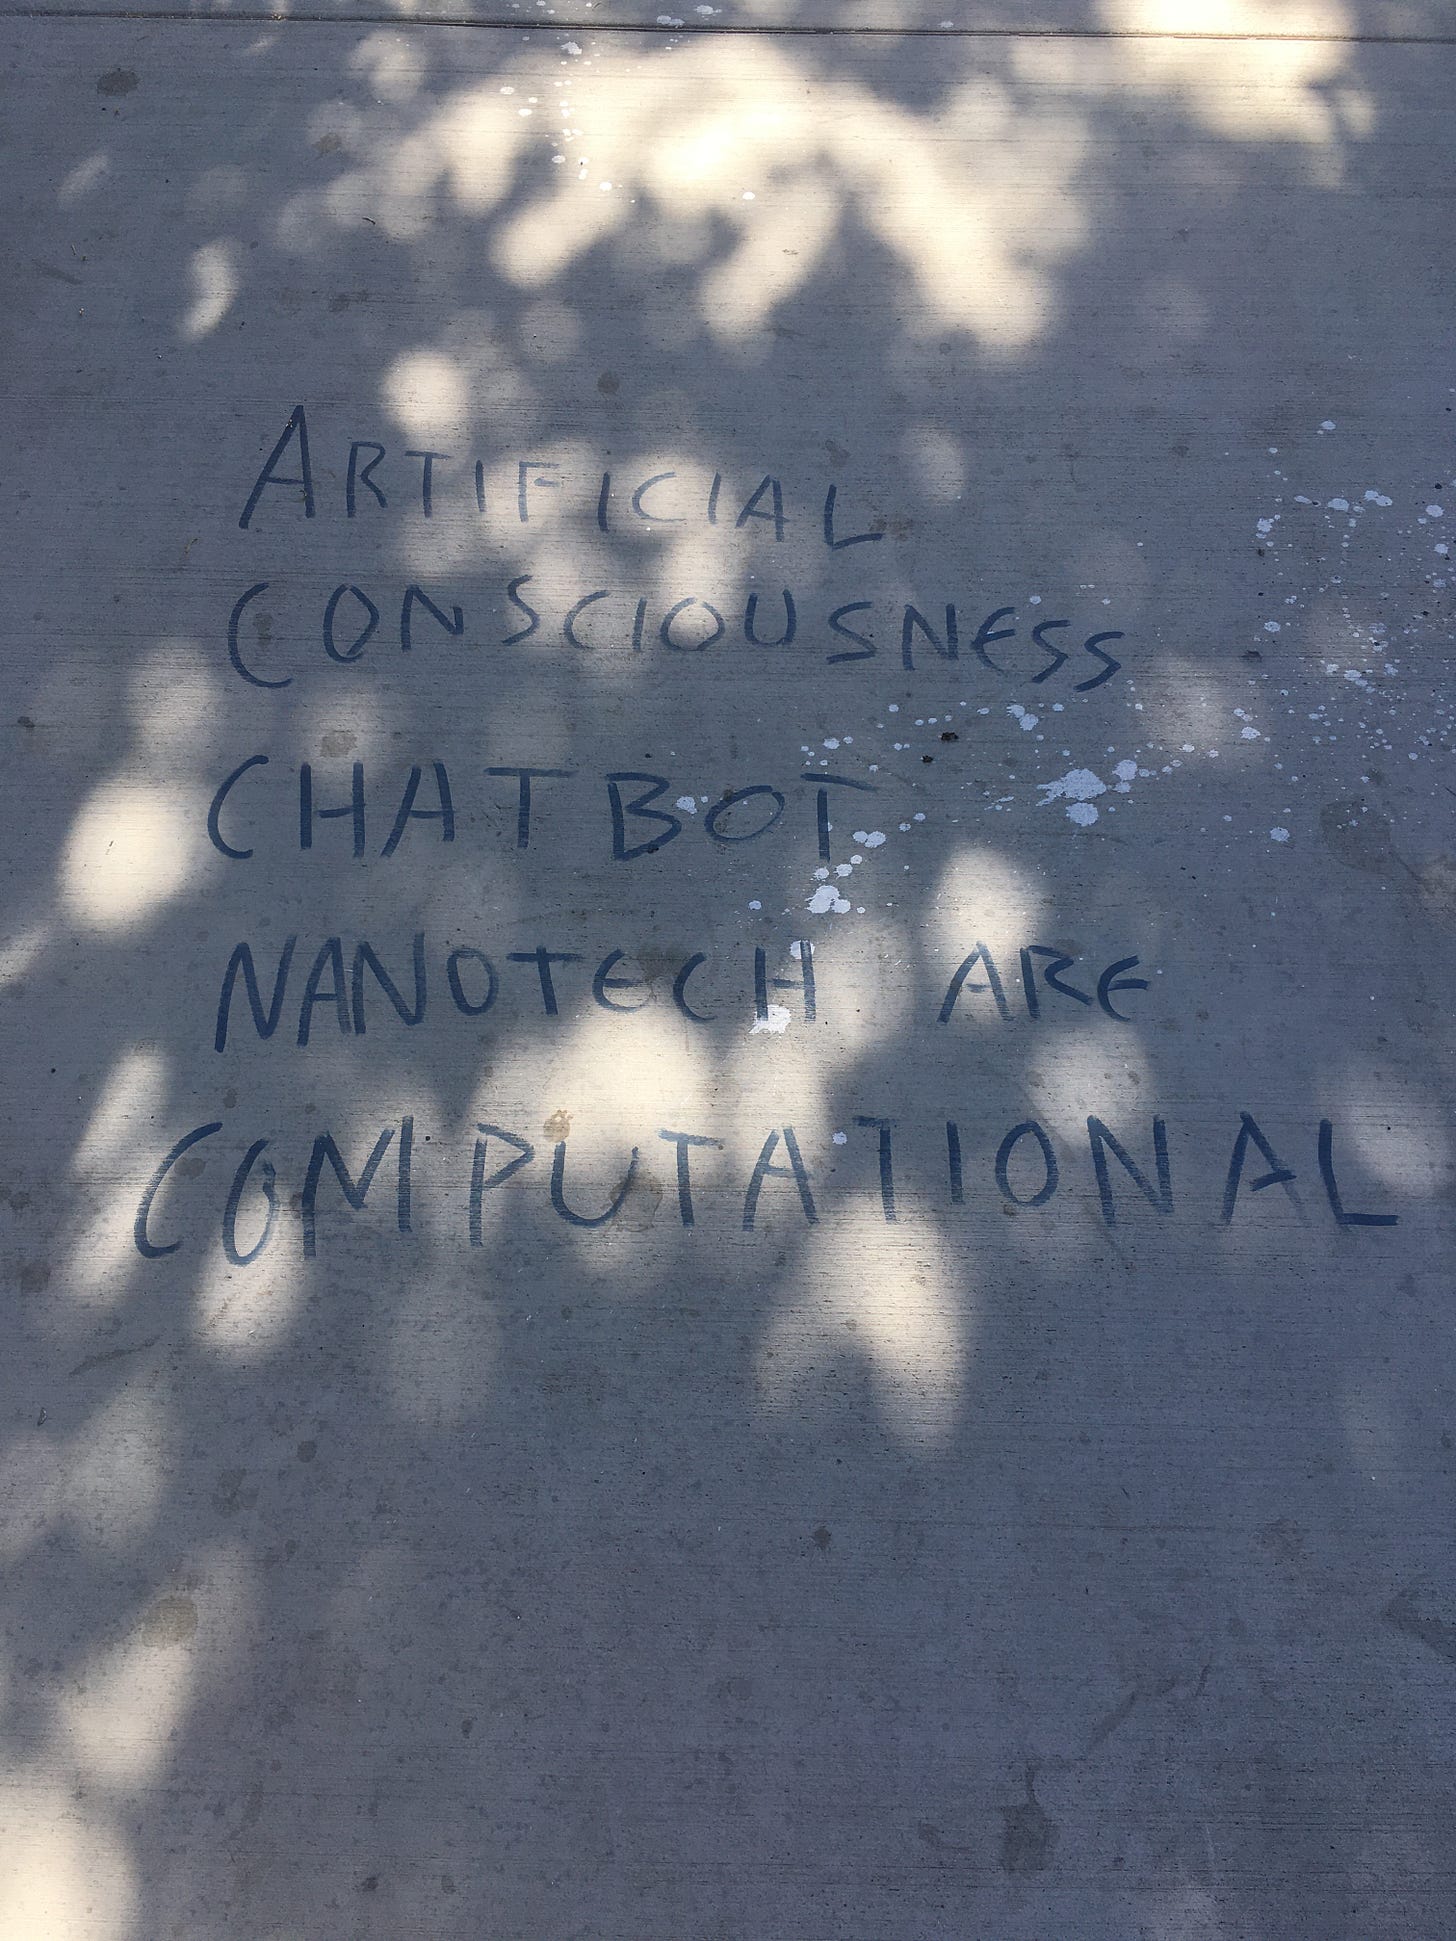 ARTIFICIAL
CONSCIOUSNESS
CHATBOT
NANOTECH ARE
COMPUTATIONAL